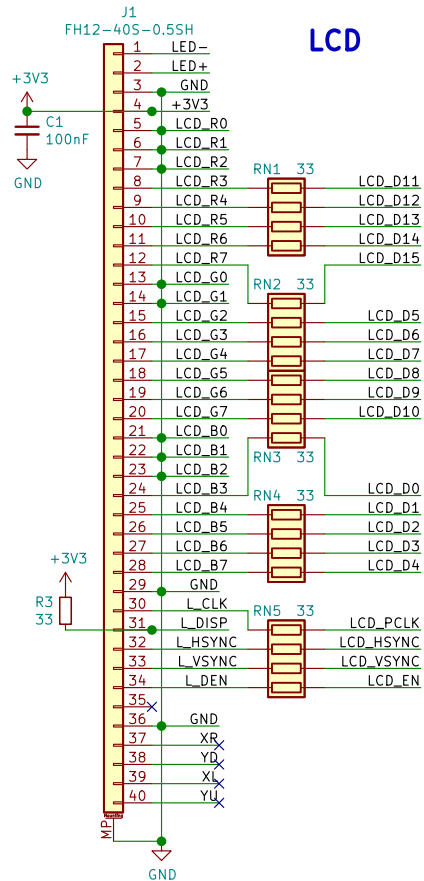 J1
FH12-40S-0.5SH
LCD
1 LED-
2 LED+
3 GND
+3V3
4 +3V3
C1
100nF
GND
5 LCD_R0
6 LCD_R1
7 LCD_R2
RN1 33
8 LCD_R3 LCD_D11
9 LCD_R4 LCD_D12
10 LCD_R5 LCD_D13
11 LCD_R6 LCD_D14
12 LCD_R7 LCD_D15
13 LCD_G0
RN2 33
14 LCD_G1
15 LCD_G2 LCD_D5
16 LCD_G3 LCD_D6
17 LCD_G4 LCD_D7
18 LCD_G5 LCD_D8
19 LCD_G6 LCD_D9
20 LCD_G7 LCD_D10
21 LCD_B0
22 LCD_B1
RN3 33
23 LCD_B2
24 LCD_B3 LCD_D0
RN4 33
25 LCD_B4 LCD_D1
26 LCD_B5 LCD_D2
27 LCD_B6 LCD_D3
28 LCD_B7 LCD_D4
+3V3
29 GND
R3
33
30 L_CLK
RN5 33
31 L_DISP LCD_PCLK
32 L_HSYNC LCD_HSYNC
33 L_VSYNC LCD_VSYNC
34 L_DEN LCD_EN
35
36 GND
37 XR
38 YD
39 XL
40 YU
MP
GND